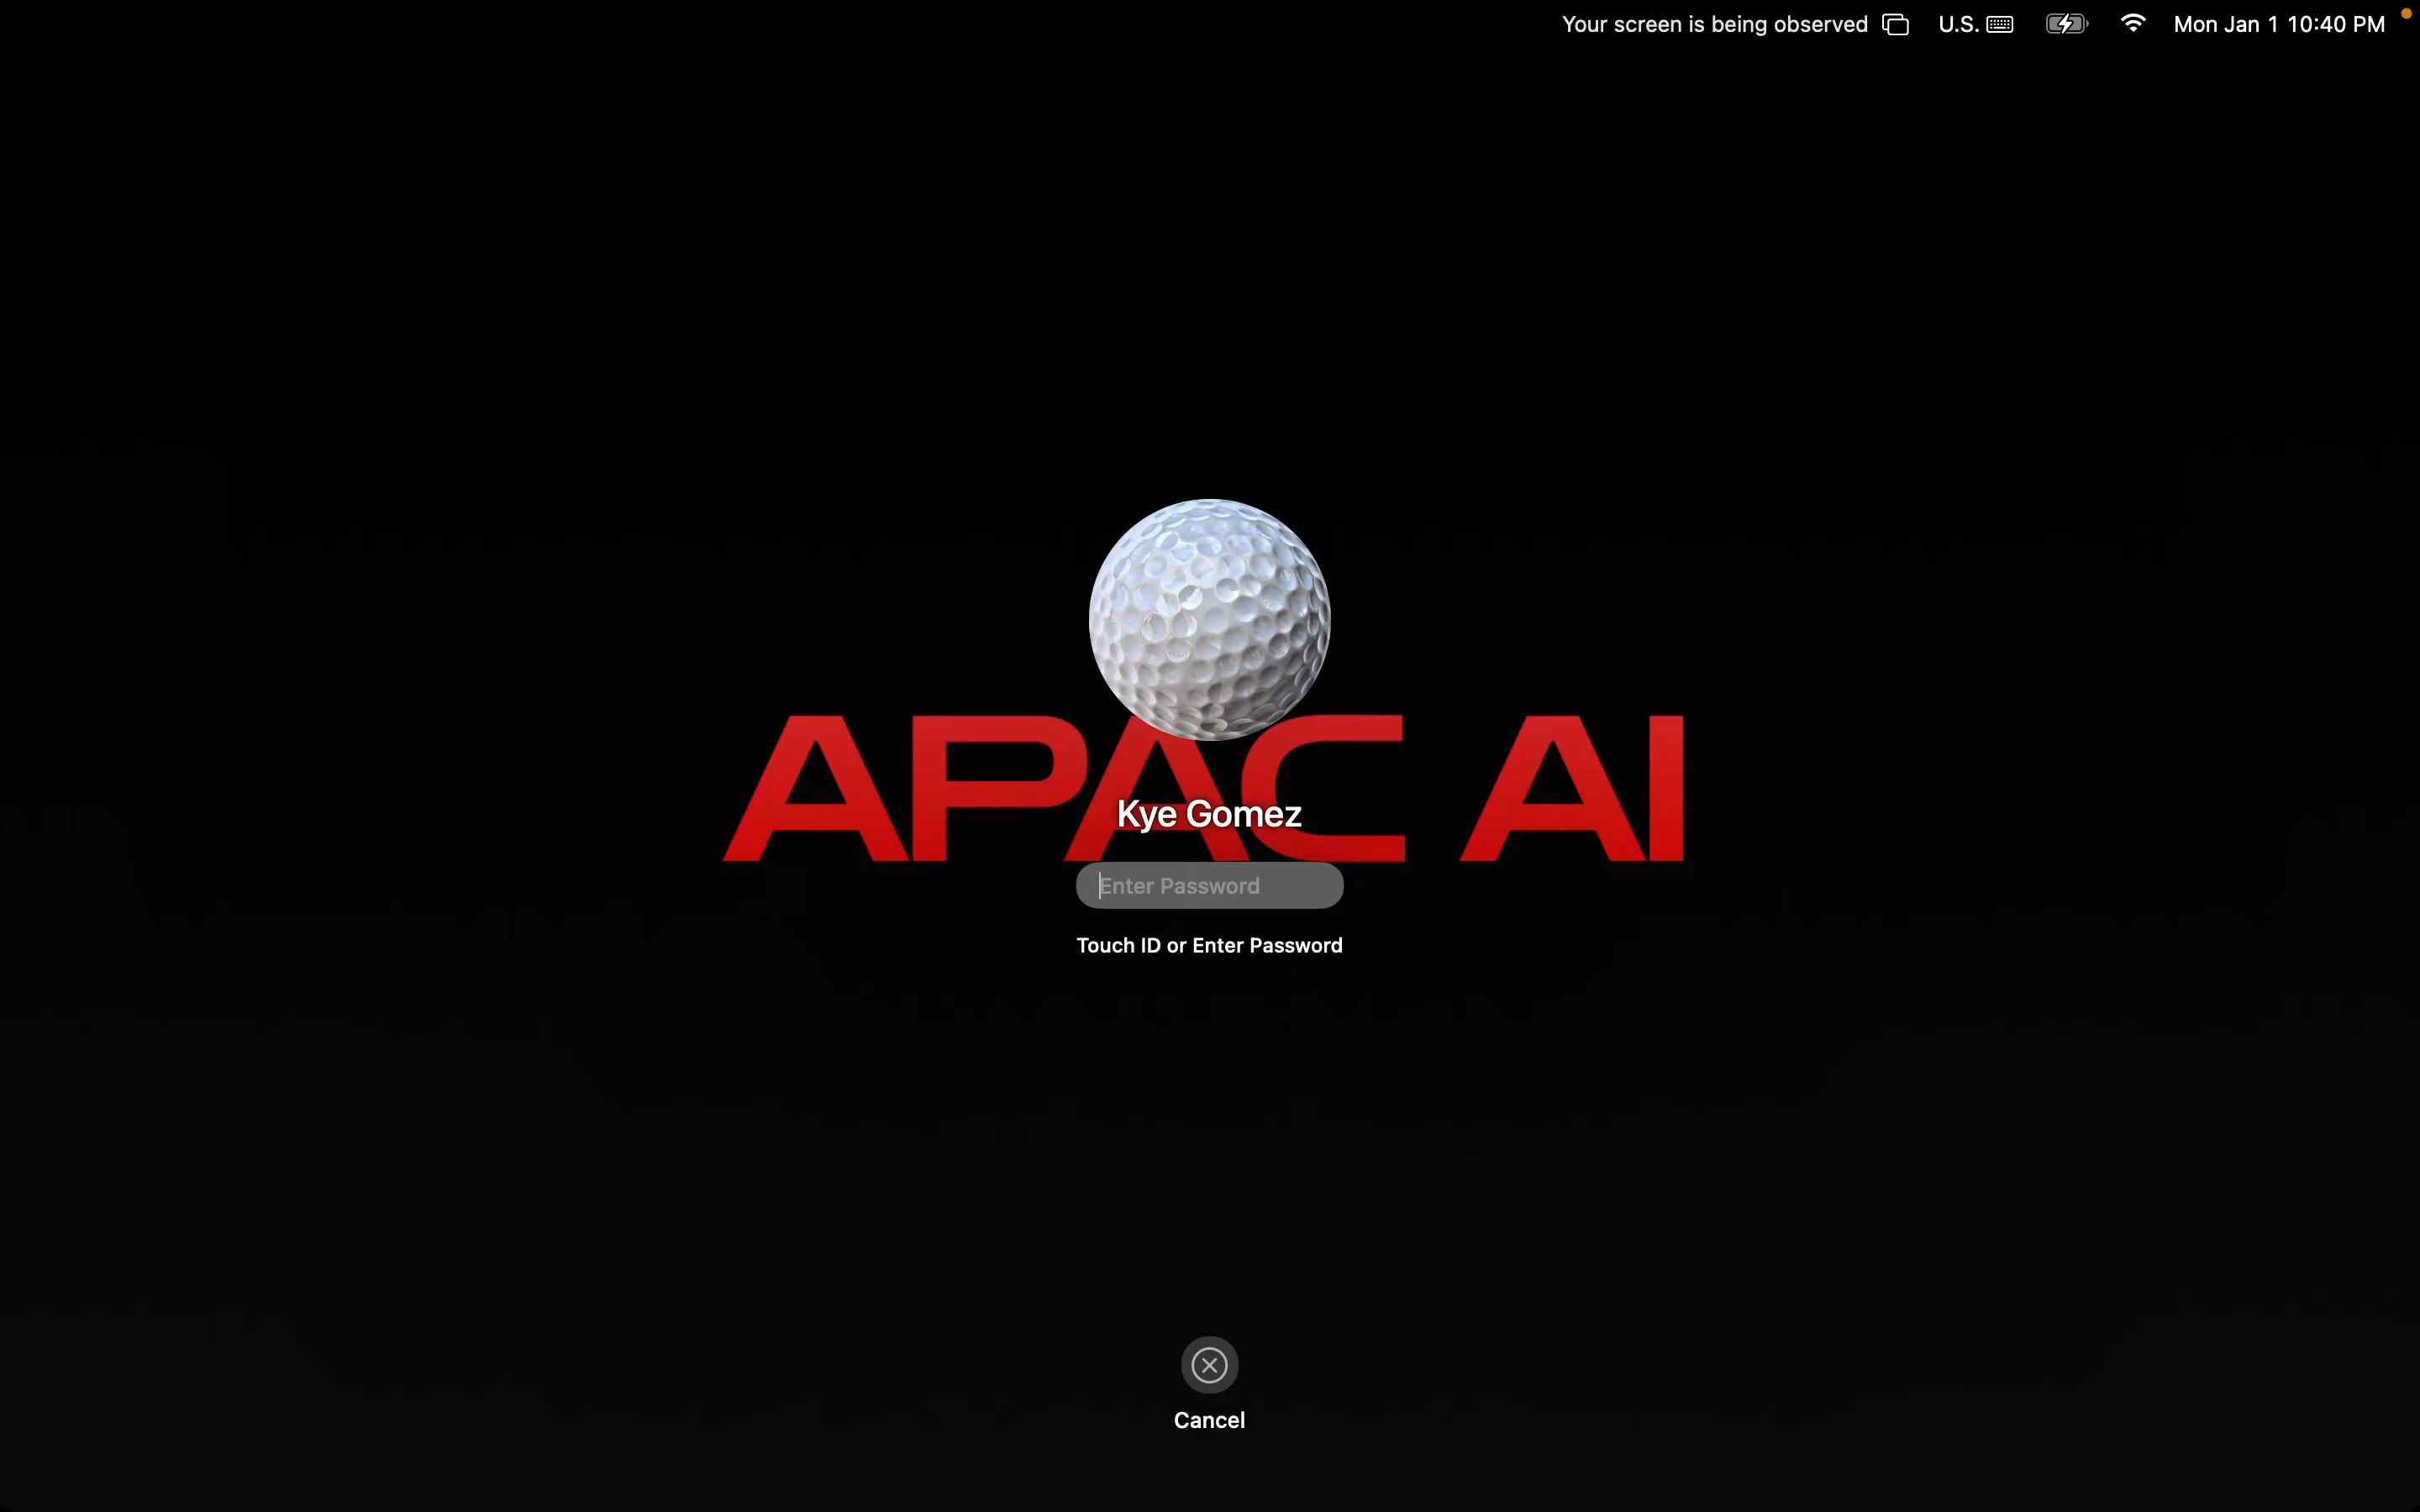 Your screen is being observed U.S. Mon Jan 1 10:40 PM
APAC AI
Kye Gomez
Enter Password
Touch ID or Enter Password
Cancel